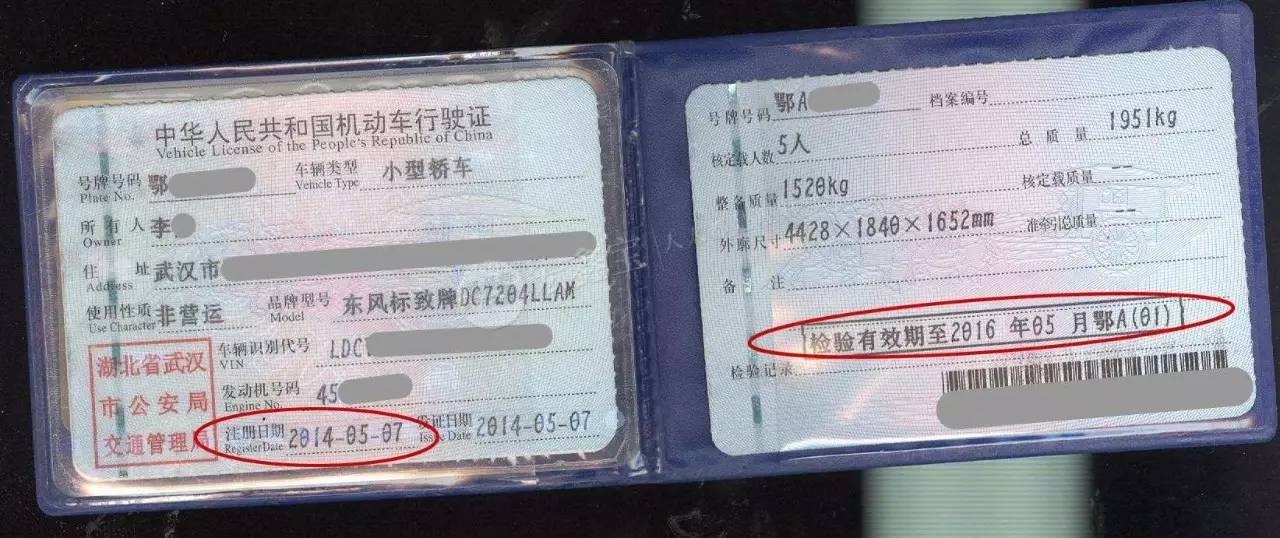 中华人民共和国机动车行驶证
Vehicle License of the People's Republic of China
号牌号码 鄂 车辆类型 小型轿车
Plate No. Vehicle Type
所有人 李
Owner
住址 武汉市
Address
使用性质 非营运 品牌型号 东风标致牌DC7204LLAM
Use Character Model
湖北省武汉
市公安局
交通管理局
车辆识别代号 LDC
VIN
发动机号码 45
Engine No.
注册日期 2014-05-07 发证日期 2014-05-07
Register Date Issue Date
号牌号码 鄂A 档案编号
核定载人数 5人 总质量 1951kg
整备质量 1520kg 核定载质量 --
外廓尺寸 4428×1840×1652mm 准牵引总质量 --
备注
检验有效期至2016 年05 月鄂A(01)
检验记录